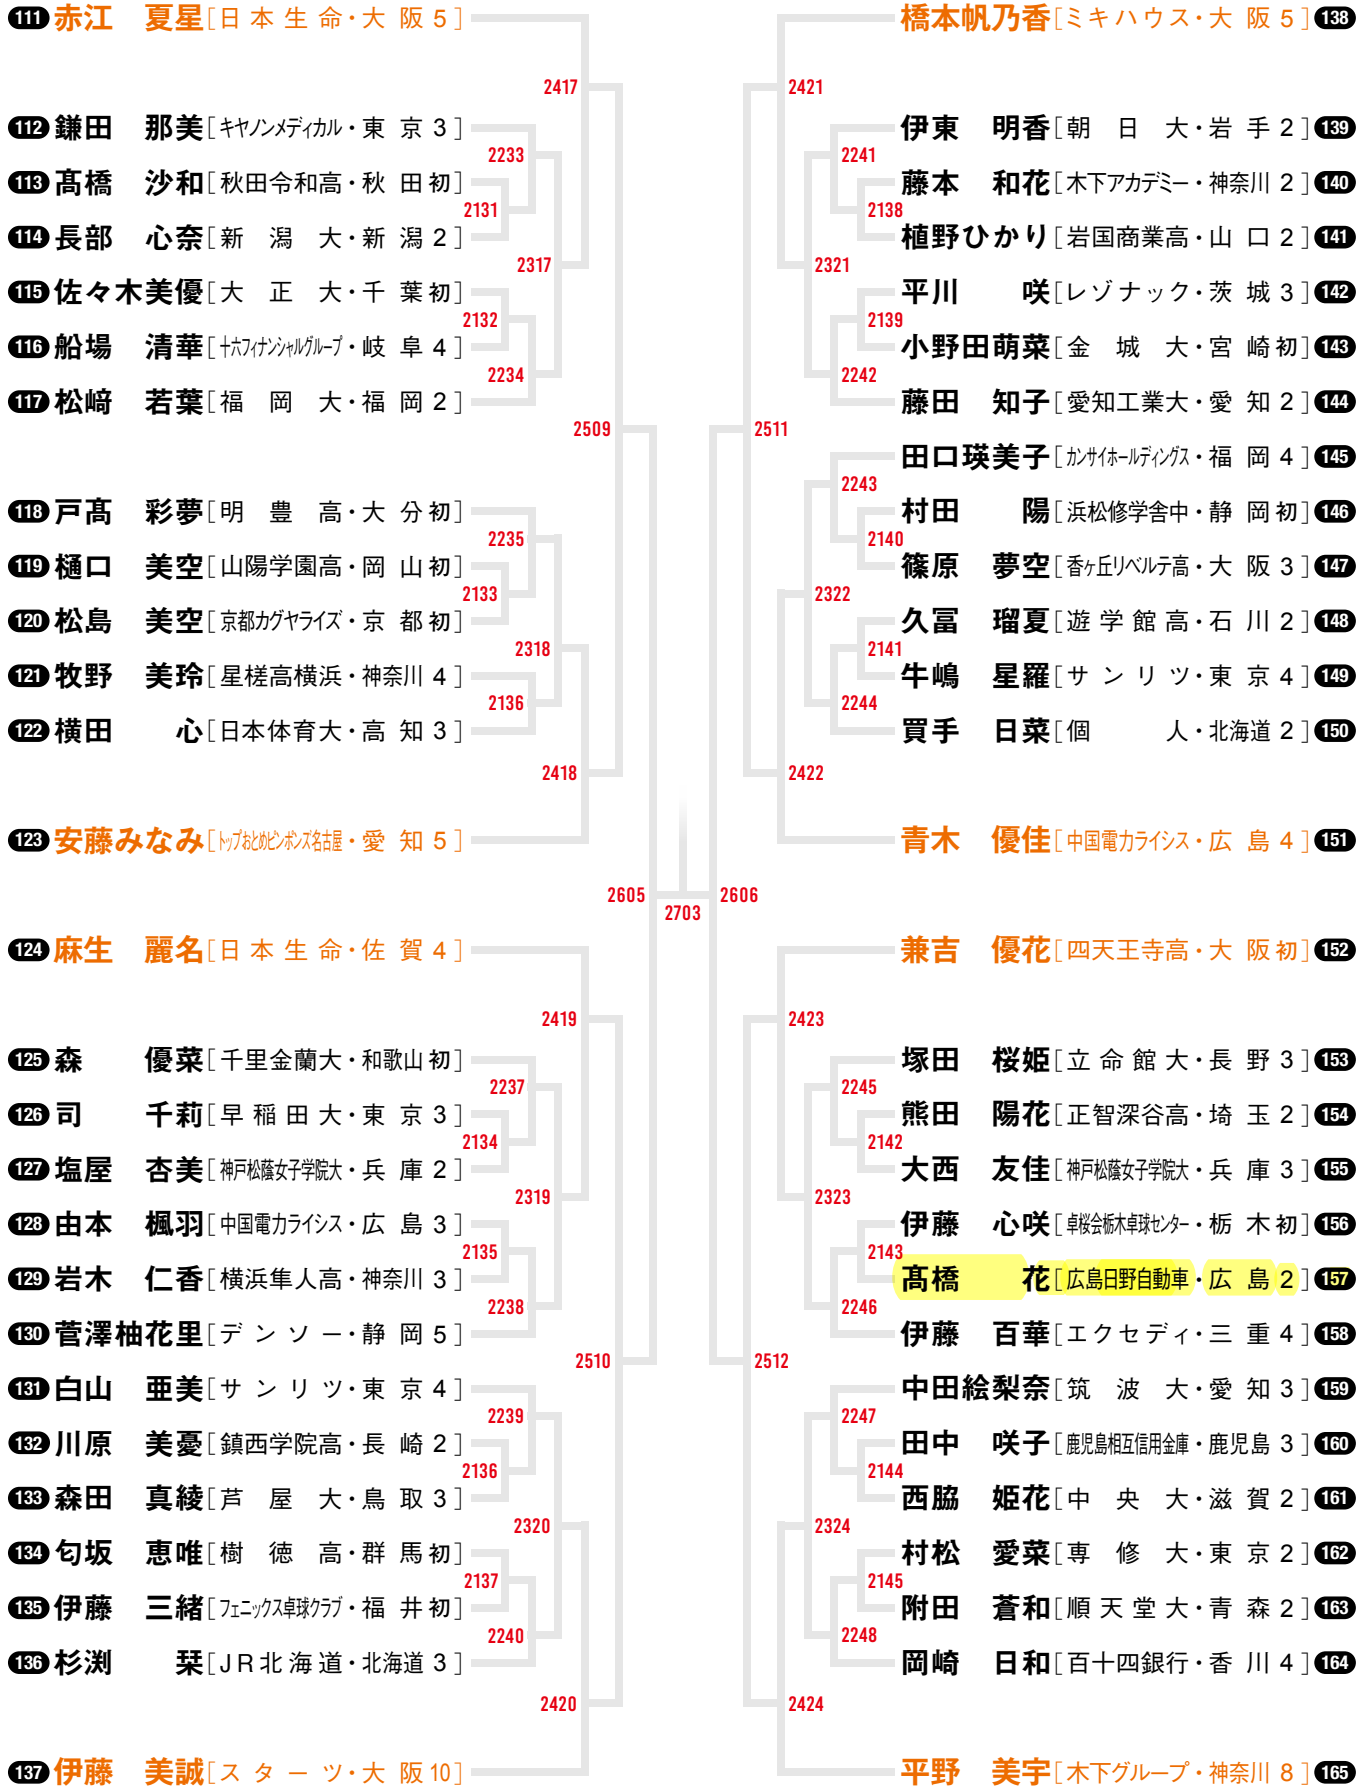 111 赤江 夏星[日本生命・大阪5]
2417
112 鎌田 那美[キヤノンメディカル・東京3]
2233
113 髙橋 沙和[秋田令和高・秋田初]
2131
114 長部 心奈[新潟大・新潟2]
2317
115 佐々木美優[大正大・千葉初]
2132
116 船場 清華[十六フィナンシャルグループ・岐阜4]
2234
117 松﨑 若葉[福岡大・福岡2]
2509
118 戸髙 彩夢[明豊高・大分初]
2235
119 樋口 美空[山陽学園高・岡山初]
2133
120 松島 美空[京都カグヤライズ・京都初]
2318
121 牧野 美玲[星槎高横浜・神奈川4]
2136
122 横田 心[日本体育大・高知3]
2418
123 安藤みなみ[トップおとめピンポンズ名古屋・愛知5]
2605
2703
124 麻生 麗名[日本生命・佐賀4]
2419
125 森 優菜[千里金蘭大・和歌山初]
2237
126 司 千莉[早稲田大・東京3]
2134
127 塩屋 杏美[神戸松蔭女子学院大・兵庫2]
2319
128 由本 楓羽[中国電力ライシス・広島3]
2135
129 岩木 仁香[横浜隼人高・神奈川3]
2238
130 菅澤柚花里[デンソー・静岡5]
2510
131 白山 亜美[サンリツ・東京4]
2239
132 川原 美憂[鎮西学院高・長崎2]
2136
133 森田 真綾[芦屋大・鳥取3]
2320
134 匂坂 恵唯[樹徳高・群馬初]
2137
135 伊藤 三緒[フェニックス卓球クラブ・福井初]
2240
136 杉渕 栞[JR北海道・北海道3]
2420
137 伊藤 美誠[スターツ・大阪10]
橋本帆乃香[ミキハウス・大阪5]138
2421
伊東 明香[朝日大・岩手2]139
2241
藤本 和花[木下アカデミー・神奈川2]140
2138
植野ひかり[岩国商業高・山口2]141
2321
平川 咲[レゾナック・茨城3]142
2139
小野田萌菜[金城大・宮崎初]143
2242
藤田 知子[愛知工業大・愛知2]144
2511
田口瑛美子[カンサイホールディングス・福岡4]145
2243
村田 陽[浜松修学舎中・静岡初]146
2140
篠原 夢空[香ヶ丘リベルテ高・大阪3]147
2322
久冨 瑠夏[遊学館高・石川2]148
2141
牛嶋 星羅[サンリツ・東京4]149
2244
買手 日菜[個人・北海道2]150
2422
青木 優佳[中国電力ライシス・広島4]151
2606
兼吉 優花[四天王寺高・大阪初]152
2423
塚田 桜姫[立命館大・長野3]153
2245
熊田 陽花[正智深谷高・埼玉2]154
2142
大西 友佳[神戸松蔭女子学院大・兵庫3]155
2323
伊藤 心咲[卓桜会栃木卓球センター・栃木初]156
2143
髙橋 花[広島日野自動車・広島2]157
2246
伊藤 百華[エクセディ・三重4]158
2512
中田絵梨奈[筑波大・愛知3]159
2247
田中 咲子[鹿児島相互信用金庫・鹿児島3]160
2144
西脇 姫花[中央大・滋賀2]161
2324
村松 愛菜[専修大・東京2]162
2145
附田 蒼和[順天堂大・青森2]163
2248
岡崎 日和[百十四銀行・香川4]164
2424
平野 美宇[木下グループ・神奈川8]165